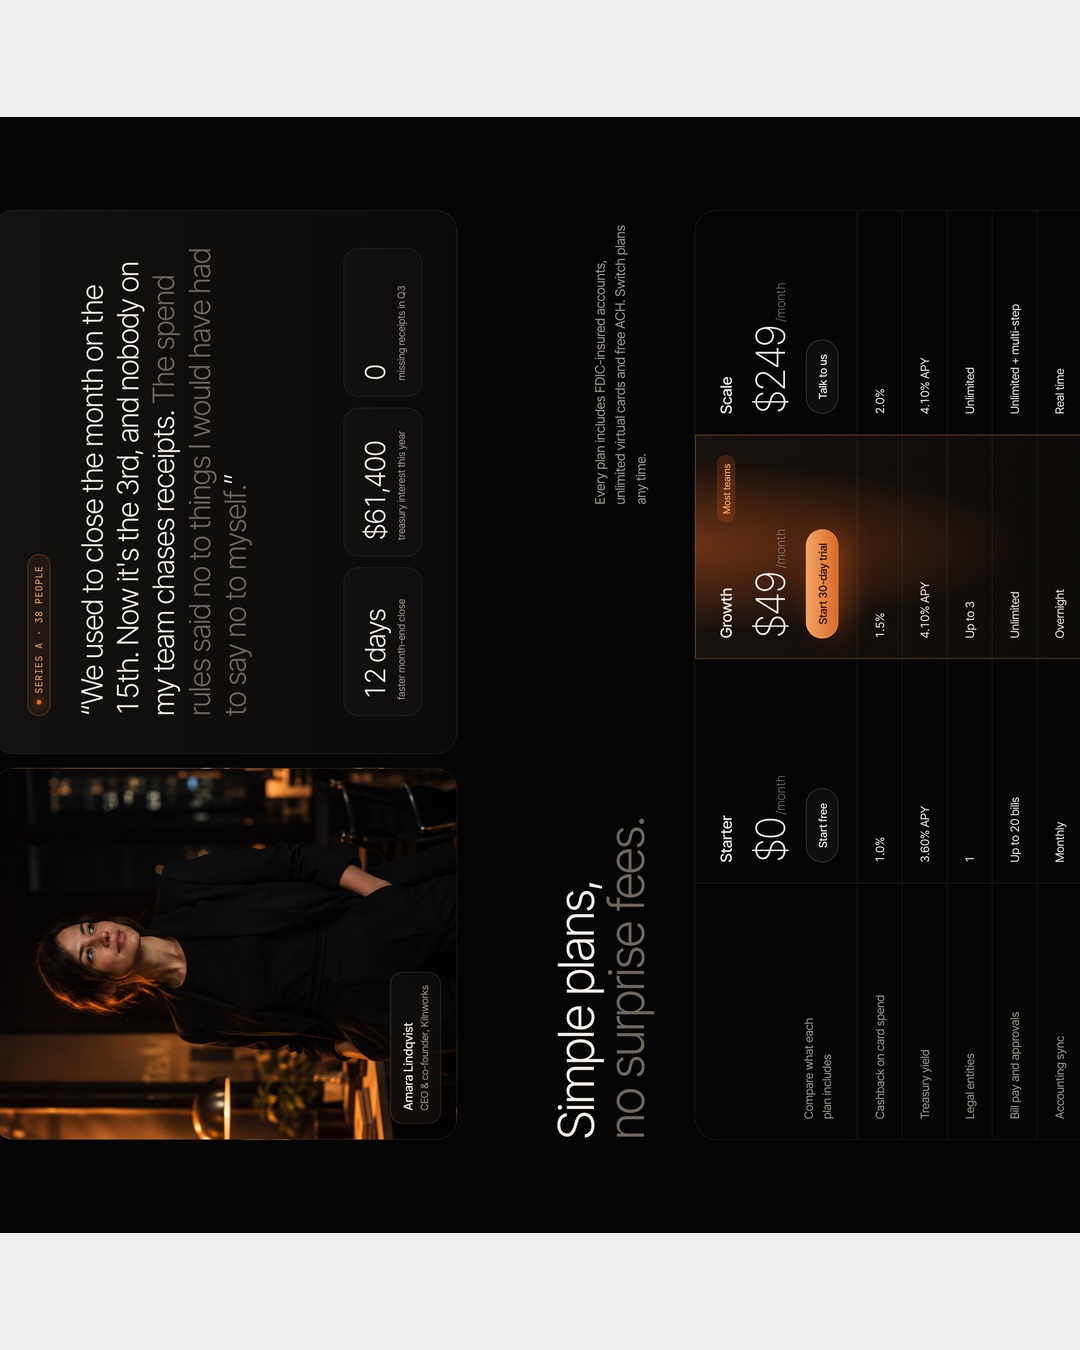 Amara Lindqvist
CEO & co-founder, Kilnworks
SERIES A · 38 PEOPLE
“We used to close the month on the
15th. Now it's the 3rd, and nobody on
my team chases receipts. The spend
rules said no to things I would have had
to say no to myself.”
12 days
faster month-end close
$61,400
treasury interest this year
0
missing receipts in Q3
Simple plans,
no surprise fees.
Every plan includes FDIC-insured accounts,
unlimited virtual cards and free ACH. Switch plans
any time.
Compare what each
plan includes
Starter
$0 /month
Start free
Growth
Most teams
$49 /month
Start 30-day trial
Scale
$249 /month
Talk to us
Cashback on card spend 1.0% 1.5% 2.0%
Treasury yield 3.60% APY 4.10% APY 4.10% APY
Legal entities 1 Up to 3 Unlimited
Bill pay and approvals Up to 20 bills Unlimited Unlimited + multi-step
Accounting sync Monthly Overnight Real time